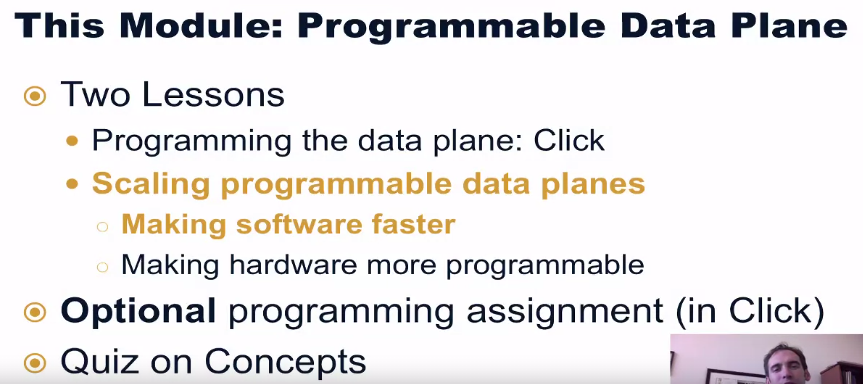 This Module: Programmable Data Plane
Two Lessons
Programming the data plane: Click
Scaling programmable data planes
Making software faster
Making hardware more programmable
Optional programming assignment (in Click)
Quiz on Concepts